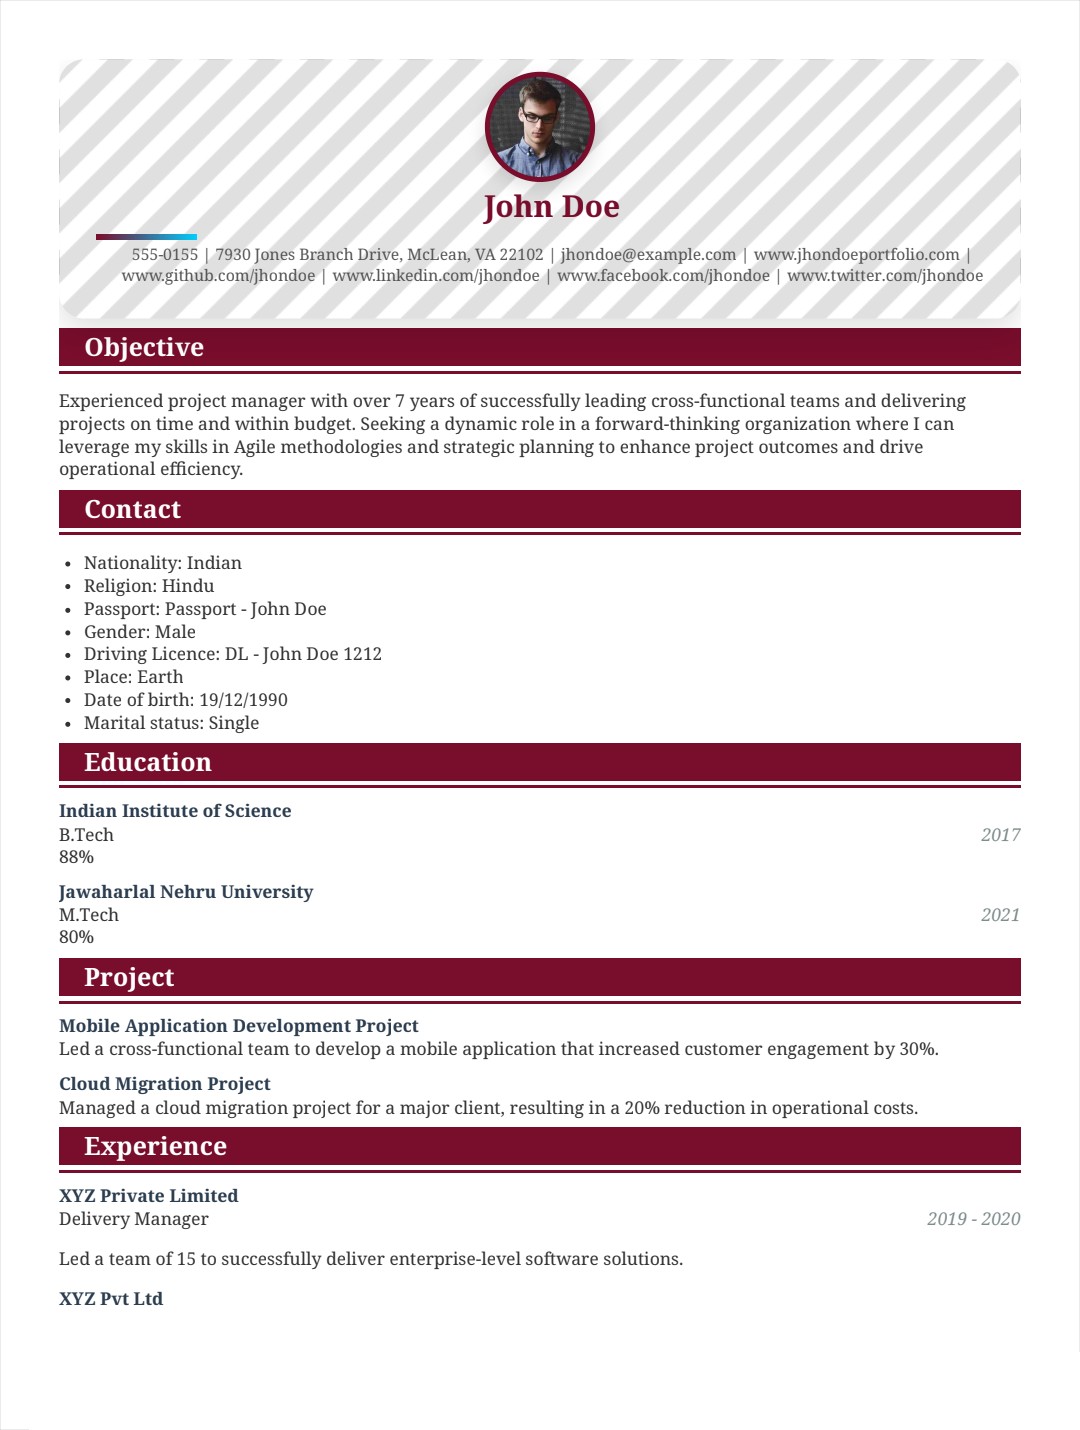 John Doe
555-0155 | 7930 Jones Branch Drive, McLean, VA 22102 | jhondoe@example.com | www.jhondoeportfolio.com |
www.github.com/jhondoe | www.linkedin.com/jhondoe | www.facebook.com/jhondoe | www.twitter.com/jhondoe
Objective
Experienced project manager with over 7 years of successfully leading cross-functional teams and delivering
projects on time and within budget. Seeking a dynamic role in a forward-thinking organization where I can
leverage my skills in Agile methodologies and strategic planning to enhance project outcomes and drive
operational efficiency.
Contact
• Nationality: Indian
• Religion: Hindu
• Passport: Passport - John Doe
• Gender: Male
• Driving Licence: DL - John Doe 1212
• Place: Earth
• Date of birth: 19/12/1990
• Marital status: Single
Education
Indian Institute of Science
B.Tech 2017
88%
Jawaharlal Nehru University
M.Tech 2021
80%
Project
Mobile Application Development Project
Led a cross-functional team to develop a mobile application that increased customer engagement by 30%.
Cloud Migration Project
Managed a cloud migration project for a major client, resulting in a 20% reduction in operational costs.
Experience
XYZ Private Limited
Delivery Manager 2019 - 2020
Led a team of 15 to successfully deliver enterprise-level software solutions.
XYZ Pvt Ltd